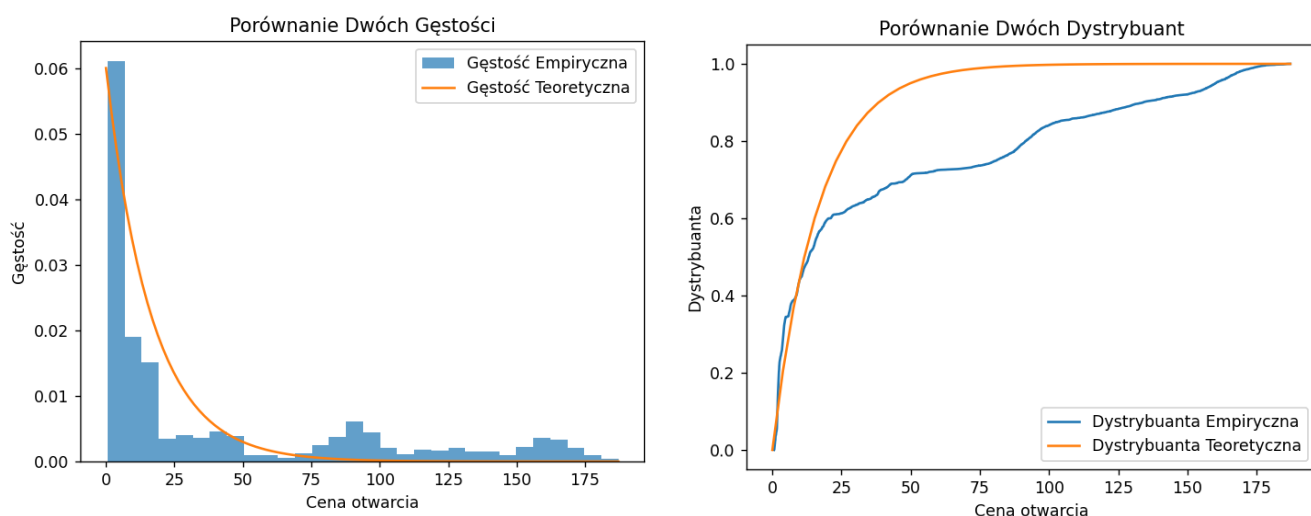 Porównanie Dwóch Gęstości
Gęstość Empiryczna
Gęstość Teoretyczna
Gęstość
0.06
0.05
0.04
0.03
0.02
0.01
0.00
0 25 50 75 100 125 150 175
Cena otwarcia
Porównanie Dwóch Dystrybuant
Dystrybuanta
1.0
0.8
0.6
0.4
0.2
0.0
Dystrybuanta Empiryczna
Dystrybuanta Teoretyczna
0 25 50 75 100 125 150 175
Cena otwarcia